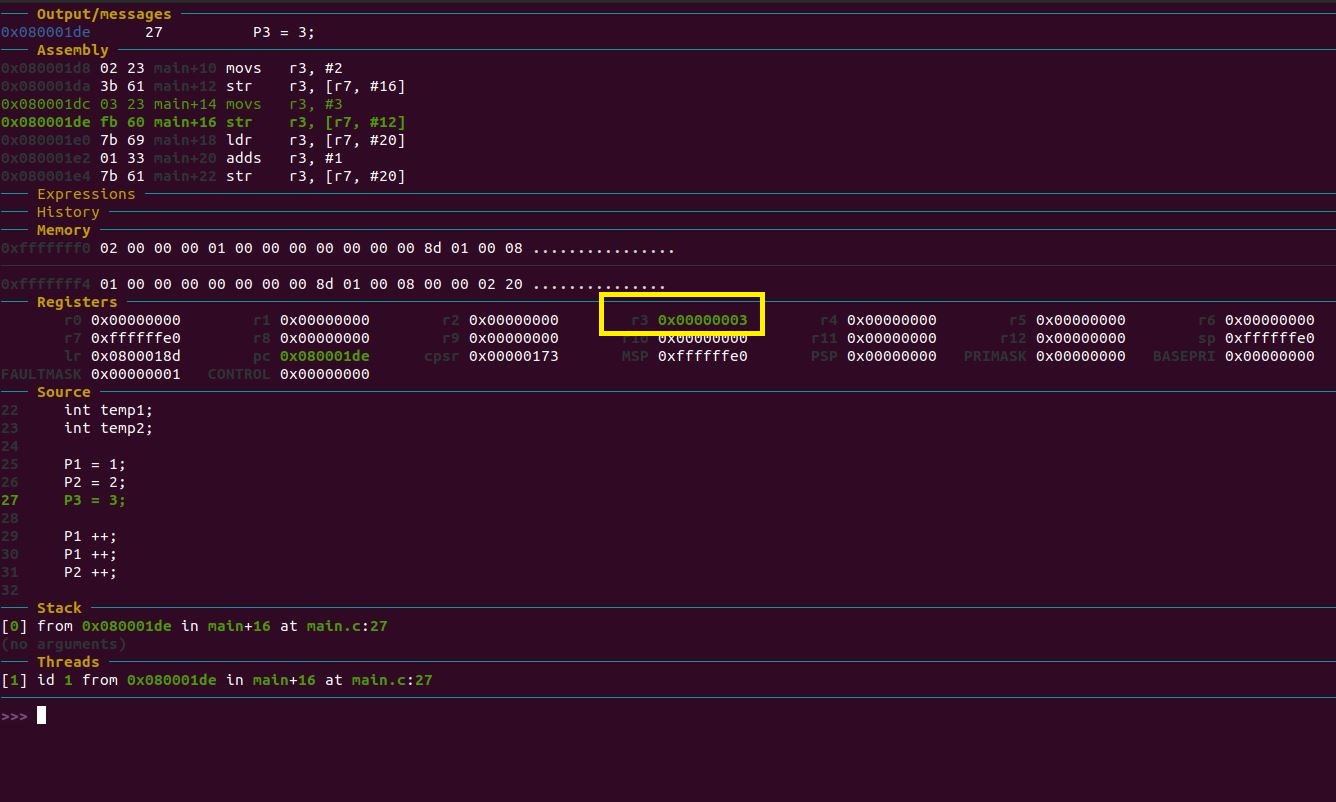 Output/messages
0x080001de 27 P3 = 3;
Assembly
0x080001d8 02 23 main+10 movs r3, #2
0x080001da 3b 61 main+12 str r3, [r7, #16]
0x080001dc 03 23 main+14 movs r3, #3
0x080001de fb 60 main+16 str r3, [r7, #12]
0x080001e0 7b 69 main+18 ldr r3, [r7, #20]
0x080001e2 01 33 main+20 adds r3, #1
0x080001e4 7b 61 main+22 str r3, [r7, #20]
Expressions
History
Memory
0xfffffff0 02 00 00 00 01 00 00 00 00 00 00 00 8d 01 00 08 ................
0xfffffff4 01 00 00 00 00 00 00 00 8d 01 00 08 00 00 02 20 ...............
Registers
r0 0x00000000 r1 0x00000000 r2 0x00000000 r3 0x00000003 r4 0x00000000 r5 0x00000000 r6 0x00000000
r7 0xffffffe0 r8 0x00000000 r9 0x00000000 r10 0x00000000 r11 0x00000000 r12 0x00000000 sp 0xffffffe0
lr 0x0800018d pc 0x080001de cpsr 0x00000173 MSP 0xffffffe0 PSP 0x00000000 PRIMASK 0x00000000 BASEPRI 0x00000000
FAULTMASK 0x00000001 CONTROL 0x00000000
Source
22 int temp1;
23 int temp2;
24
25 P1 = 1;
26 P2 = 2;
27 P3 = 3;
28
29 P1 ++;
30 P1 ++;
31 P2 ++;
32
Stack
[0] from 0x080001de in main+16 at main.c:27
(no arguments)
Threads
[1] id 1 from 0x080001de in main+16 at main.c:27
>>>